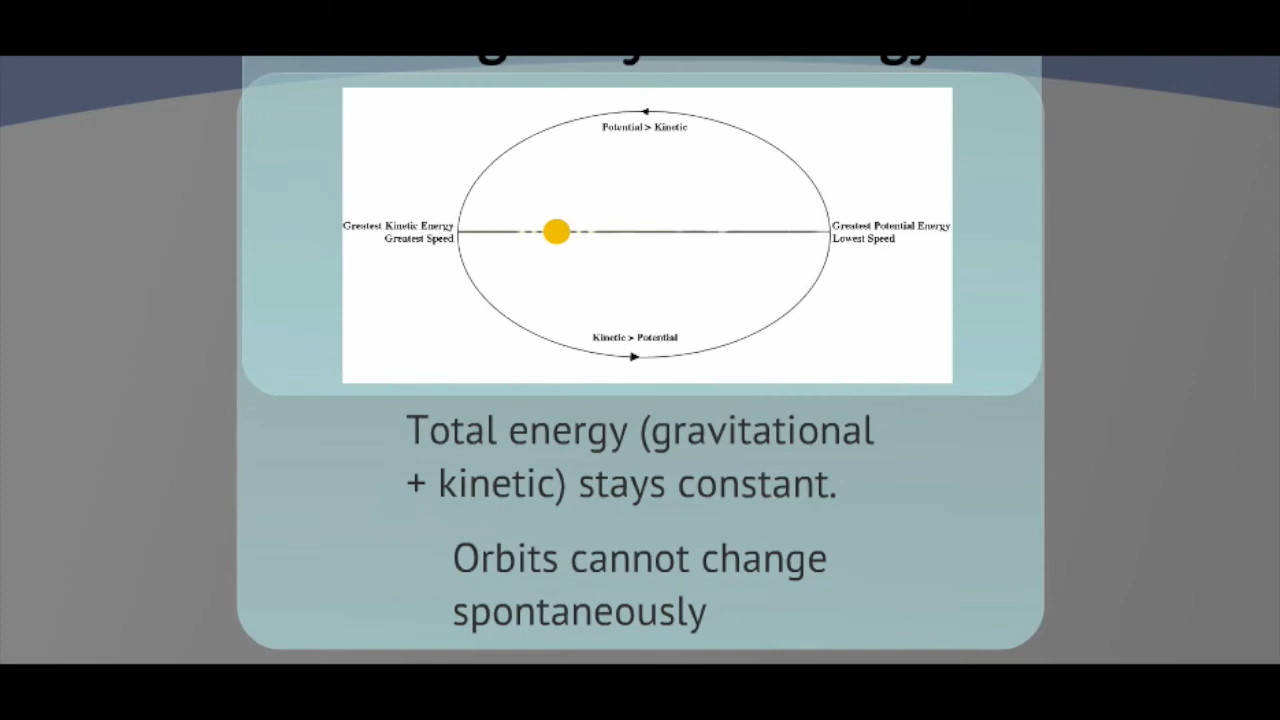 Potential > Kinetic
Greatest Kinetic Energy
Greatest Speed
Greatest Potential Energy
Lowest Speed
Kinetic > Potential
Total energy (gravitational
+ kinetic) stays constant.
Orbits cannot change
spontaneously